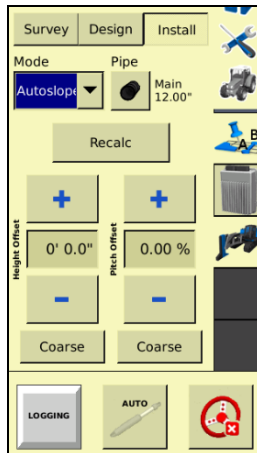 Survey Design Install
Mode Pipe
Autoslope
Main
12.00"
Recalc
+ +
Height Offset
0' 0.0"
Pitch Offset
0.00 %
- -
Coarse Coarse
LOGGING
AUTO
A B